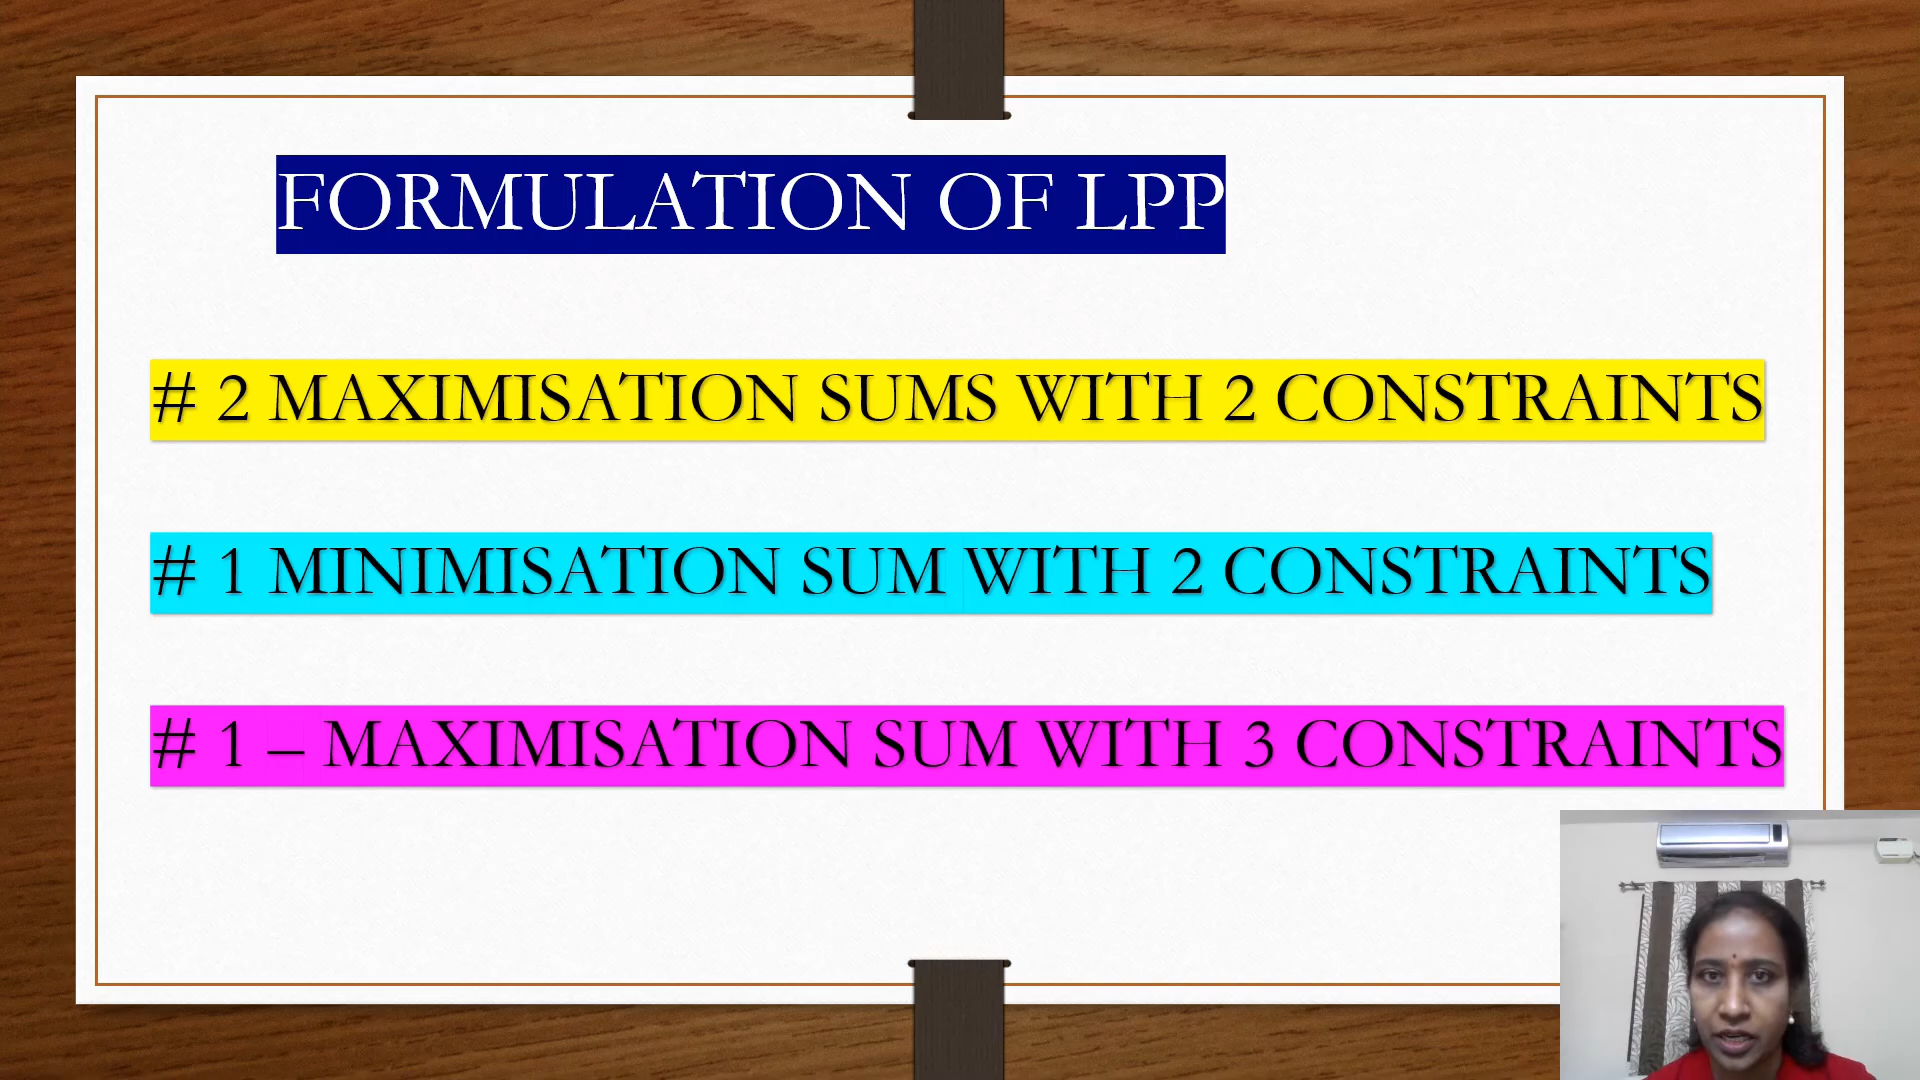 FORMULATION OF LPP
# 2 MAXIMISATION SUMS WITH 2 CONSTRAINTS
# 1 MINIMISATION SUM WITH 2 CONSTRAINTS
# 1 – MAXIMISATION SUM WITH 3 CONSTRAINTS